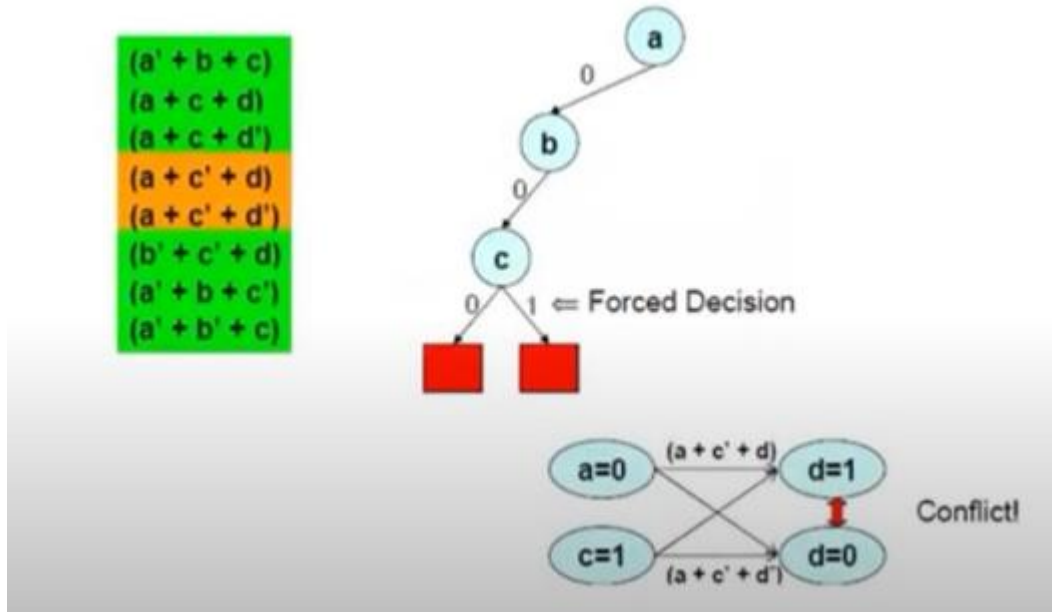 (a' + b + c)
(a + c + d)
(a + c + d')
(a + c' + d)
(a + c' + d')
(b' + c' + d)
(a' + b + c')
(a' + b' + c)
a
0
b
0
c
0 1 ⇐ Forced Decision
(a + c' + d)
a=0 d=1
Conflict!
c=1 d=0
(a + c' + d')